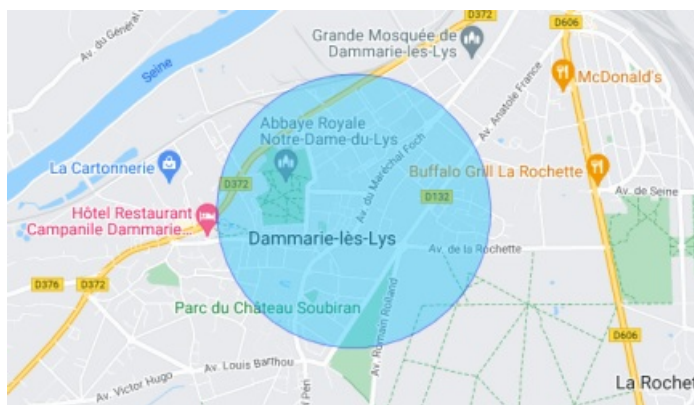 D372
D606
Grande Mosquée de
Dammarie-les-Lys
Av. du Général
Seine
McDonald's
Av. Anatole France
Abbaye Royale
Notre-Dame-du-Lys
La Cartonnerie
Av. du Maréchal Foch
Buffalo Grill La Rochette
D372
D132
Av. de Seine
Hôtel Restaurant
Campanile Dammarie...
Dammarie-lès-Lys
Av. de la Rochette
D376
D372
Parc du Château Soubiran
Av. Romain Rolland
D606
Av. Louis Barthou
Av. Victor Hugo
La Rochet